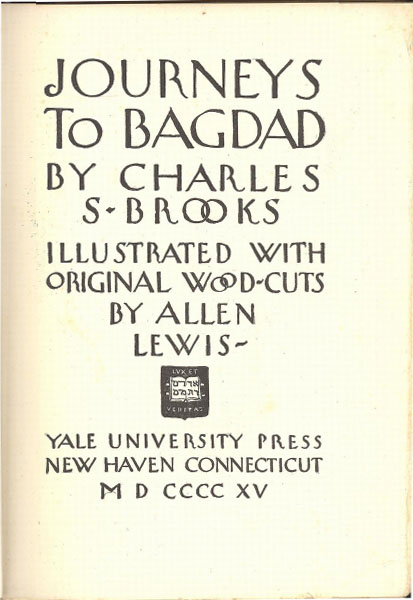 JOURNEYS
TO BAGDAD
BY CHARLES
S-BROOKS
ILLUSTRATED WITH
ORIGINAL WOOD-CUTS
BY ALLEN
LEWIS~
LVX ET
VERITAS
YALE UNIVERSITY PRESS
NEW HAVEN CONNECTICUT
M D CCCC XV